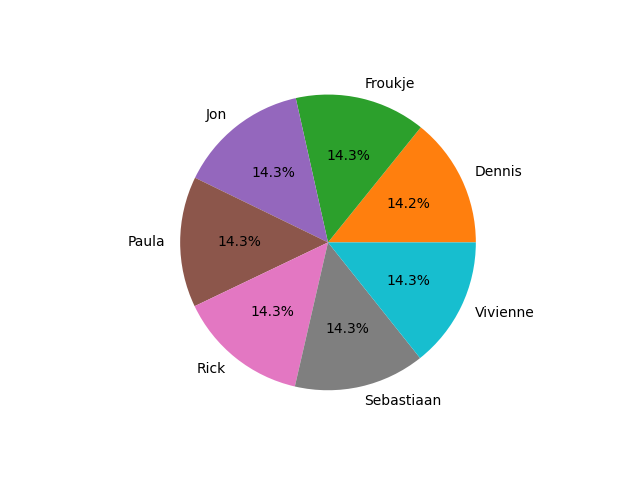 Froukje
Jon
14.3%
Dennis
14.3%
14.2%
Paula
14.3%
14.3%
Vivienne
14.3%
14.3%
Rick
Sebastiaan
14.3%